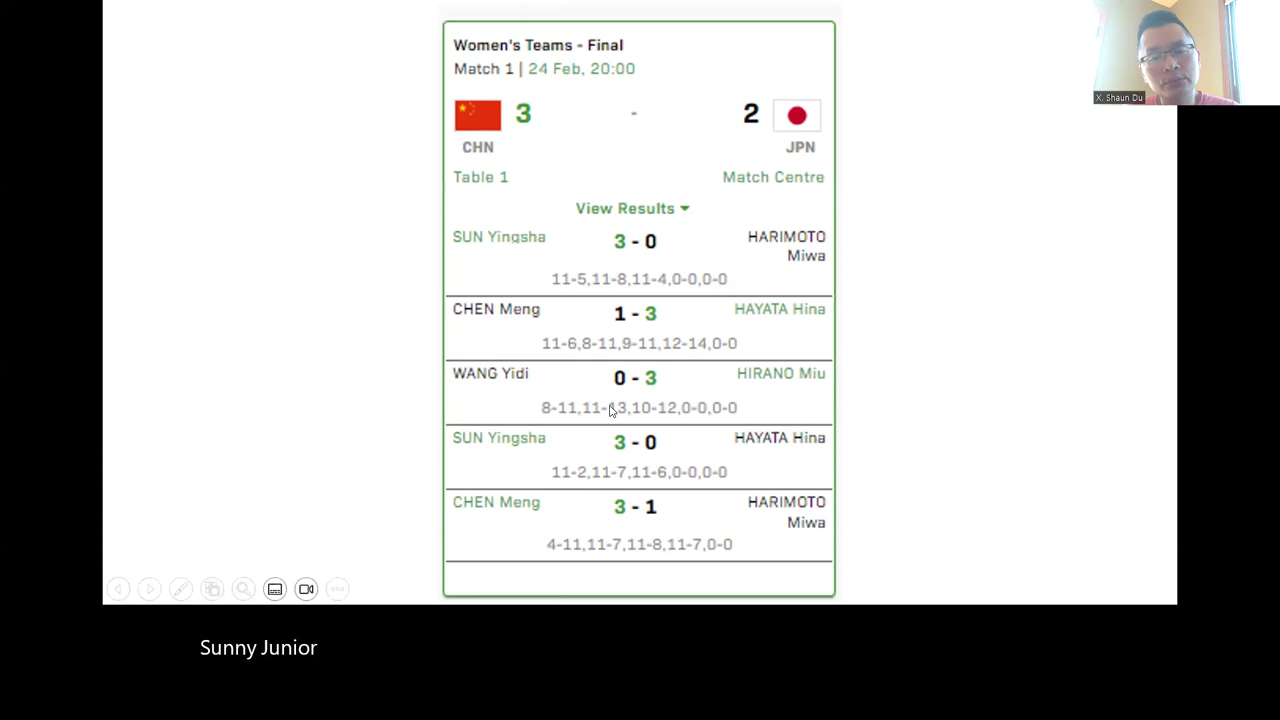 Women's Teams - Final
Match 1 | 24 Feb, 20:00
3 - 2
CHN JPN
Table 1 Match Centre
View Results
SUN Yingsha 3 - 0 HARIMOTO
Miwa
11-5,11-8,11-4,0-0,0-0
CHEN Meng 1 - 3 HAYATA Hina
11-6,8-11,9-11,12-14,0-0
WANG Yidi 0 - 3 HIRANO Miu
8-11,11-13,10-12,0-0,0-0
SUN Yingsha 3 - 0 HAYATA Hina
11-2,11-7,11-6,0-0,0-0
CHEN Meng 3 - 1 HARIMOTO
Miwa
4-11,11-7,11-8,11-7,0-0
X. Shaun Du
Sunny Junior